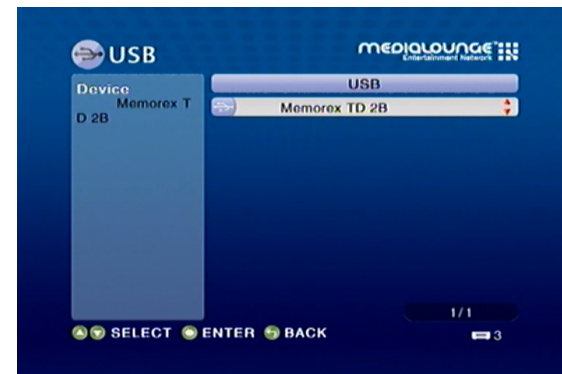 USB
MEDIALOUNGE
Entertainment Network
Device
Memorex T
D 2B
USB
Memorex TD 2B
1/1
SELECT ENTER BACK
3